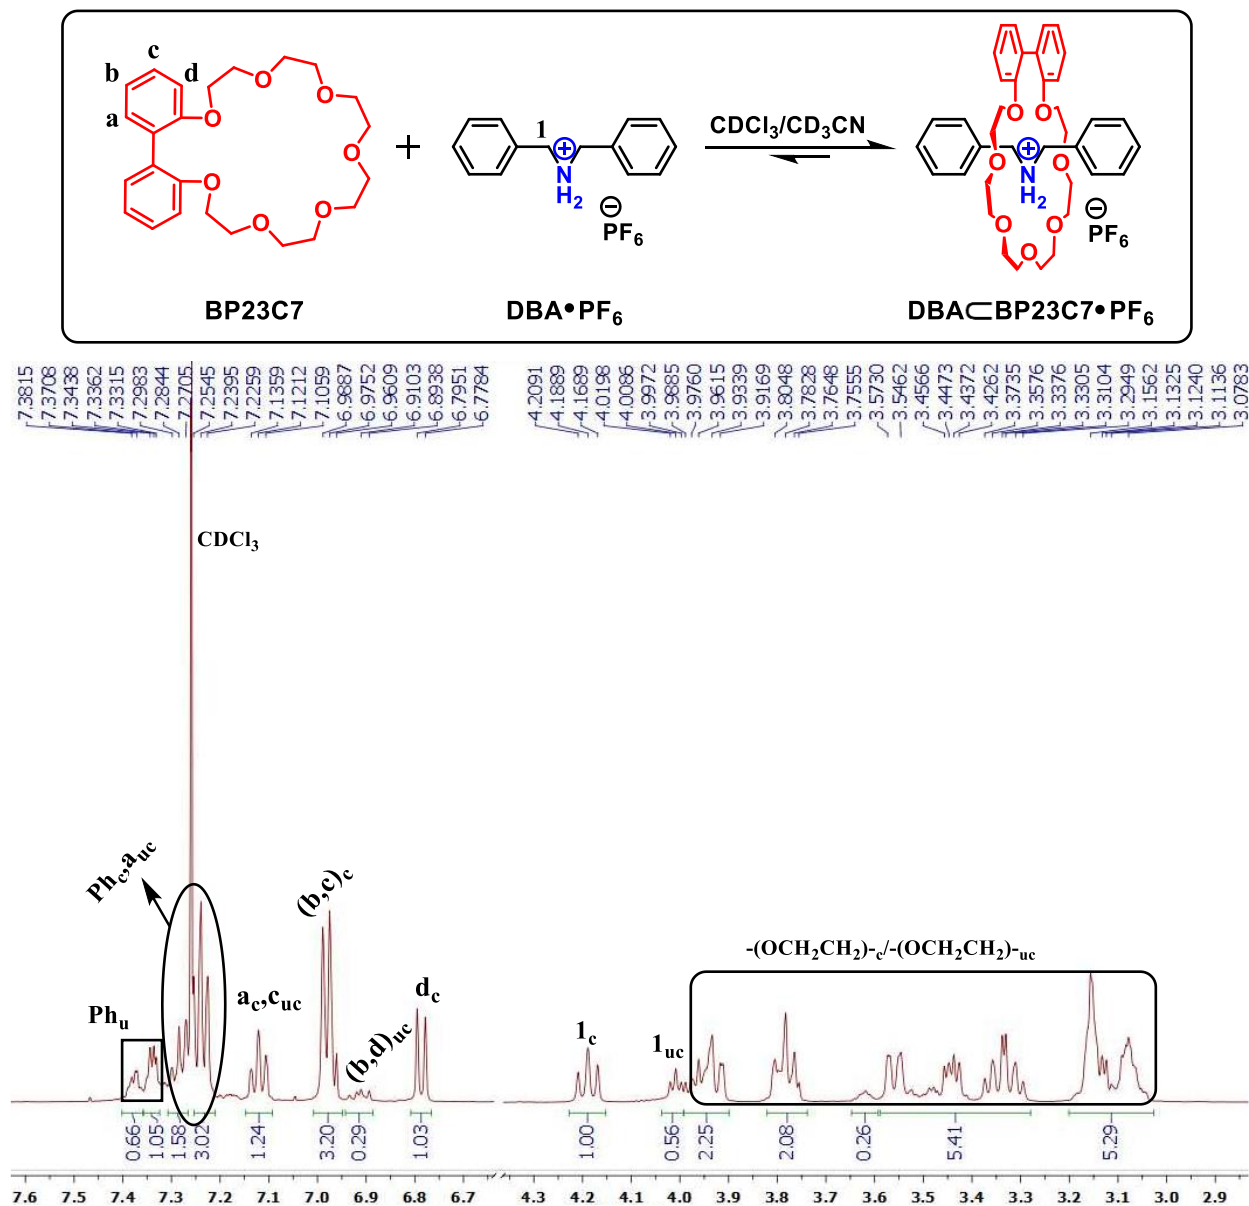 c
b
d
a
O
O
O
O
O
O
O
+
1
+
N
H2
−
PF6
CDCl3/CD3CN
O
O
O
O
O
O
O
+
N
H2
−
PF6
BP23C7
DBA•PF6
DBA⊂BP23C7•PF6
7.3815
7.3708
7.3438
7.3362
7.3315
7.2983
7.2844
7.2705
7.2545
7.2395
7.2259
7.1359
7.1212
7.1059
6.9887
6.9752
6.9609
6.9103
6.8938
6.7951
6.7784
4.2091
4.1889
4.1689
4.0198
4.0086
3.9972
3.9885
3.9760
3.9615
3.9339
3.9169
3.8048
3.7828
3.7648
3.7555
3.5730
3.5462
3.4566
3.4473
3.4372
3.4262
3.3735
3.3576
3.3376
3.3305
3.3104
3.2949
3.1562
3.1325
3.1240
3.1136
3.0783
CDCl3
Phc,auc
(b,c)c
-(OCH2CH2)-c/-(OCH2CH2)-uc
Phu
ac,cuc
dc
(b,d)uc
1c
1uc
0.66
1.05
1.58
3.02
1.24
3.20
0.29
1.03
1.00
0.56
2.25
2.08
0.26
5.41
5.29
7.6 7.5 7.4 7.3 7.2 7.1 7.0 6.9 6.8 6.7 4.3 4.2 4.1 4.0 3.9 3.8 3.7 3.6 3.5 3.4 3.3 3.2 3.1 3.0 2.9